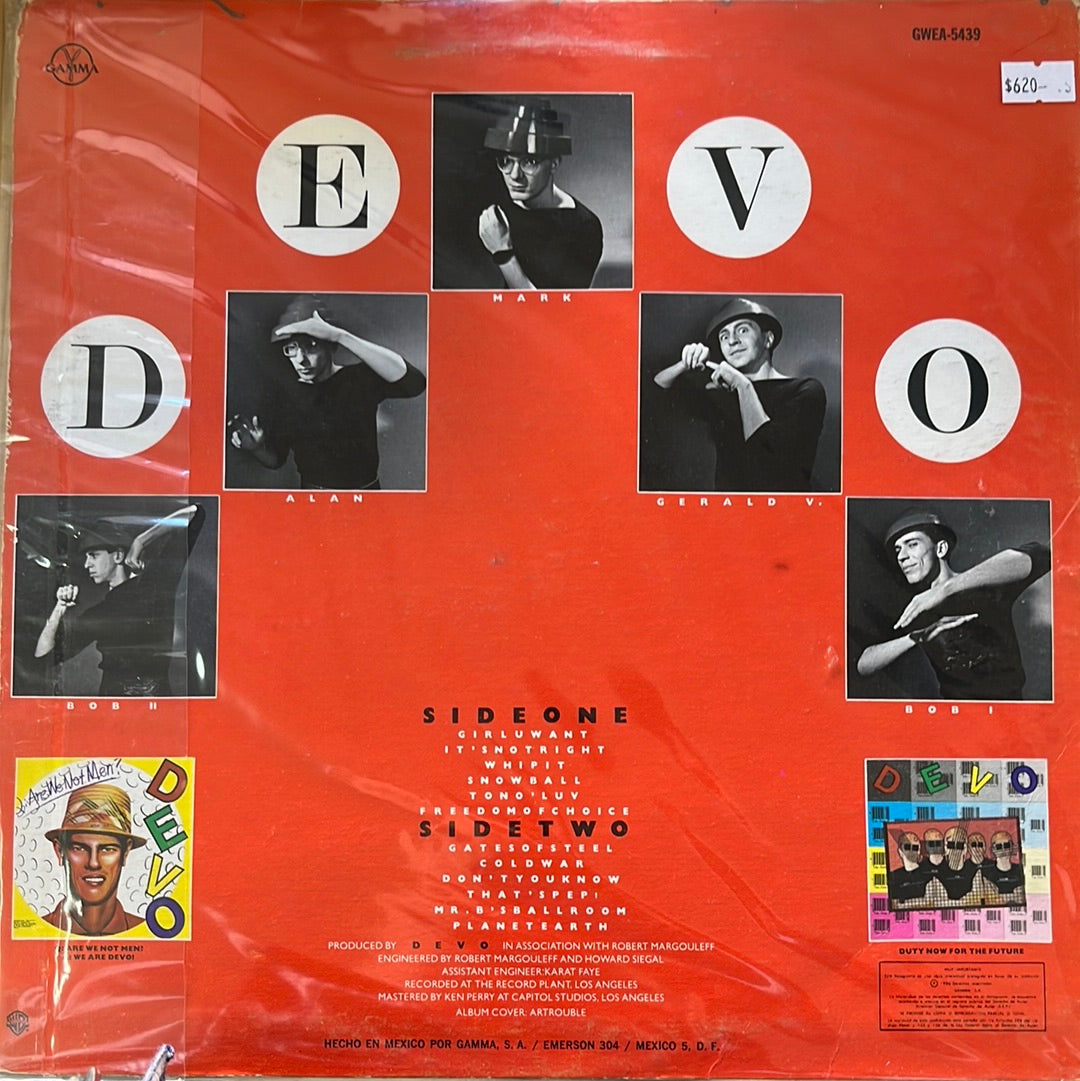 GAMMA
GWEA-5439
$620-
E
V
MARK
D
O
ALAN
GERALD V.
BOB II
BOB I
SIDEONE
GIRLUWANT
IT'SNOTRIGHT
WHIPIT
SNOWBALL
TONO'LUV
FREEDOMOFCHOICE
SIDETWO
GATESOFSTEEL
COLDWAR
DON'TYOUKNOW
THAT'SPEP!
MR.B'SBALLROOM
PLANETEARTH
Are We Not Men?
DEVO
ARE WE NOT MEN?
WE ARE DEVO!
DEVO
DUTY NOW FOR THE FUTURE
PRODUCED BY DEVO IN ASSOCIATION WITH ROBERT MARGOULEFF
ENGINEERED BY ROBERT MARGOULEFF AND HOWARD SIEGAL
ASSISTANT ENGINEER:KARAT FAYE
RECORDED AT THE RECORD PLANT, LOS ANGELES
MASTERED BY KEN PERRY AT CAPITOL STUDIOS, LOS ANGELES
ALBUM COVER: ARTROUBLE
MUY IMPORTANTE
GAMMA S.A.
HECHO EN MEXICO POR GAMMA, S. A. / EMERSON 304 / MEXICO 5, D. F.